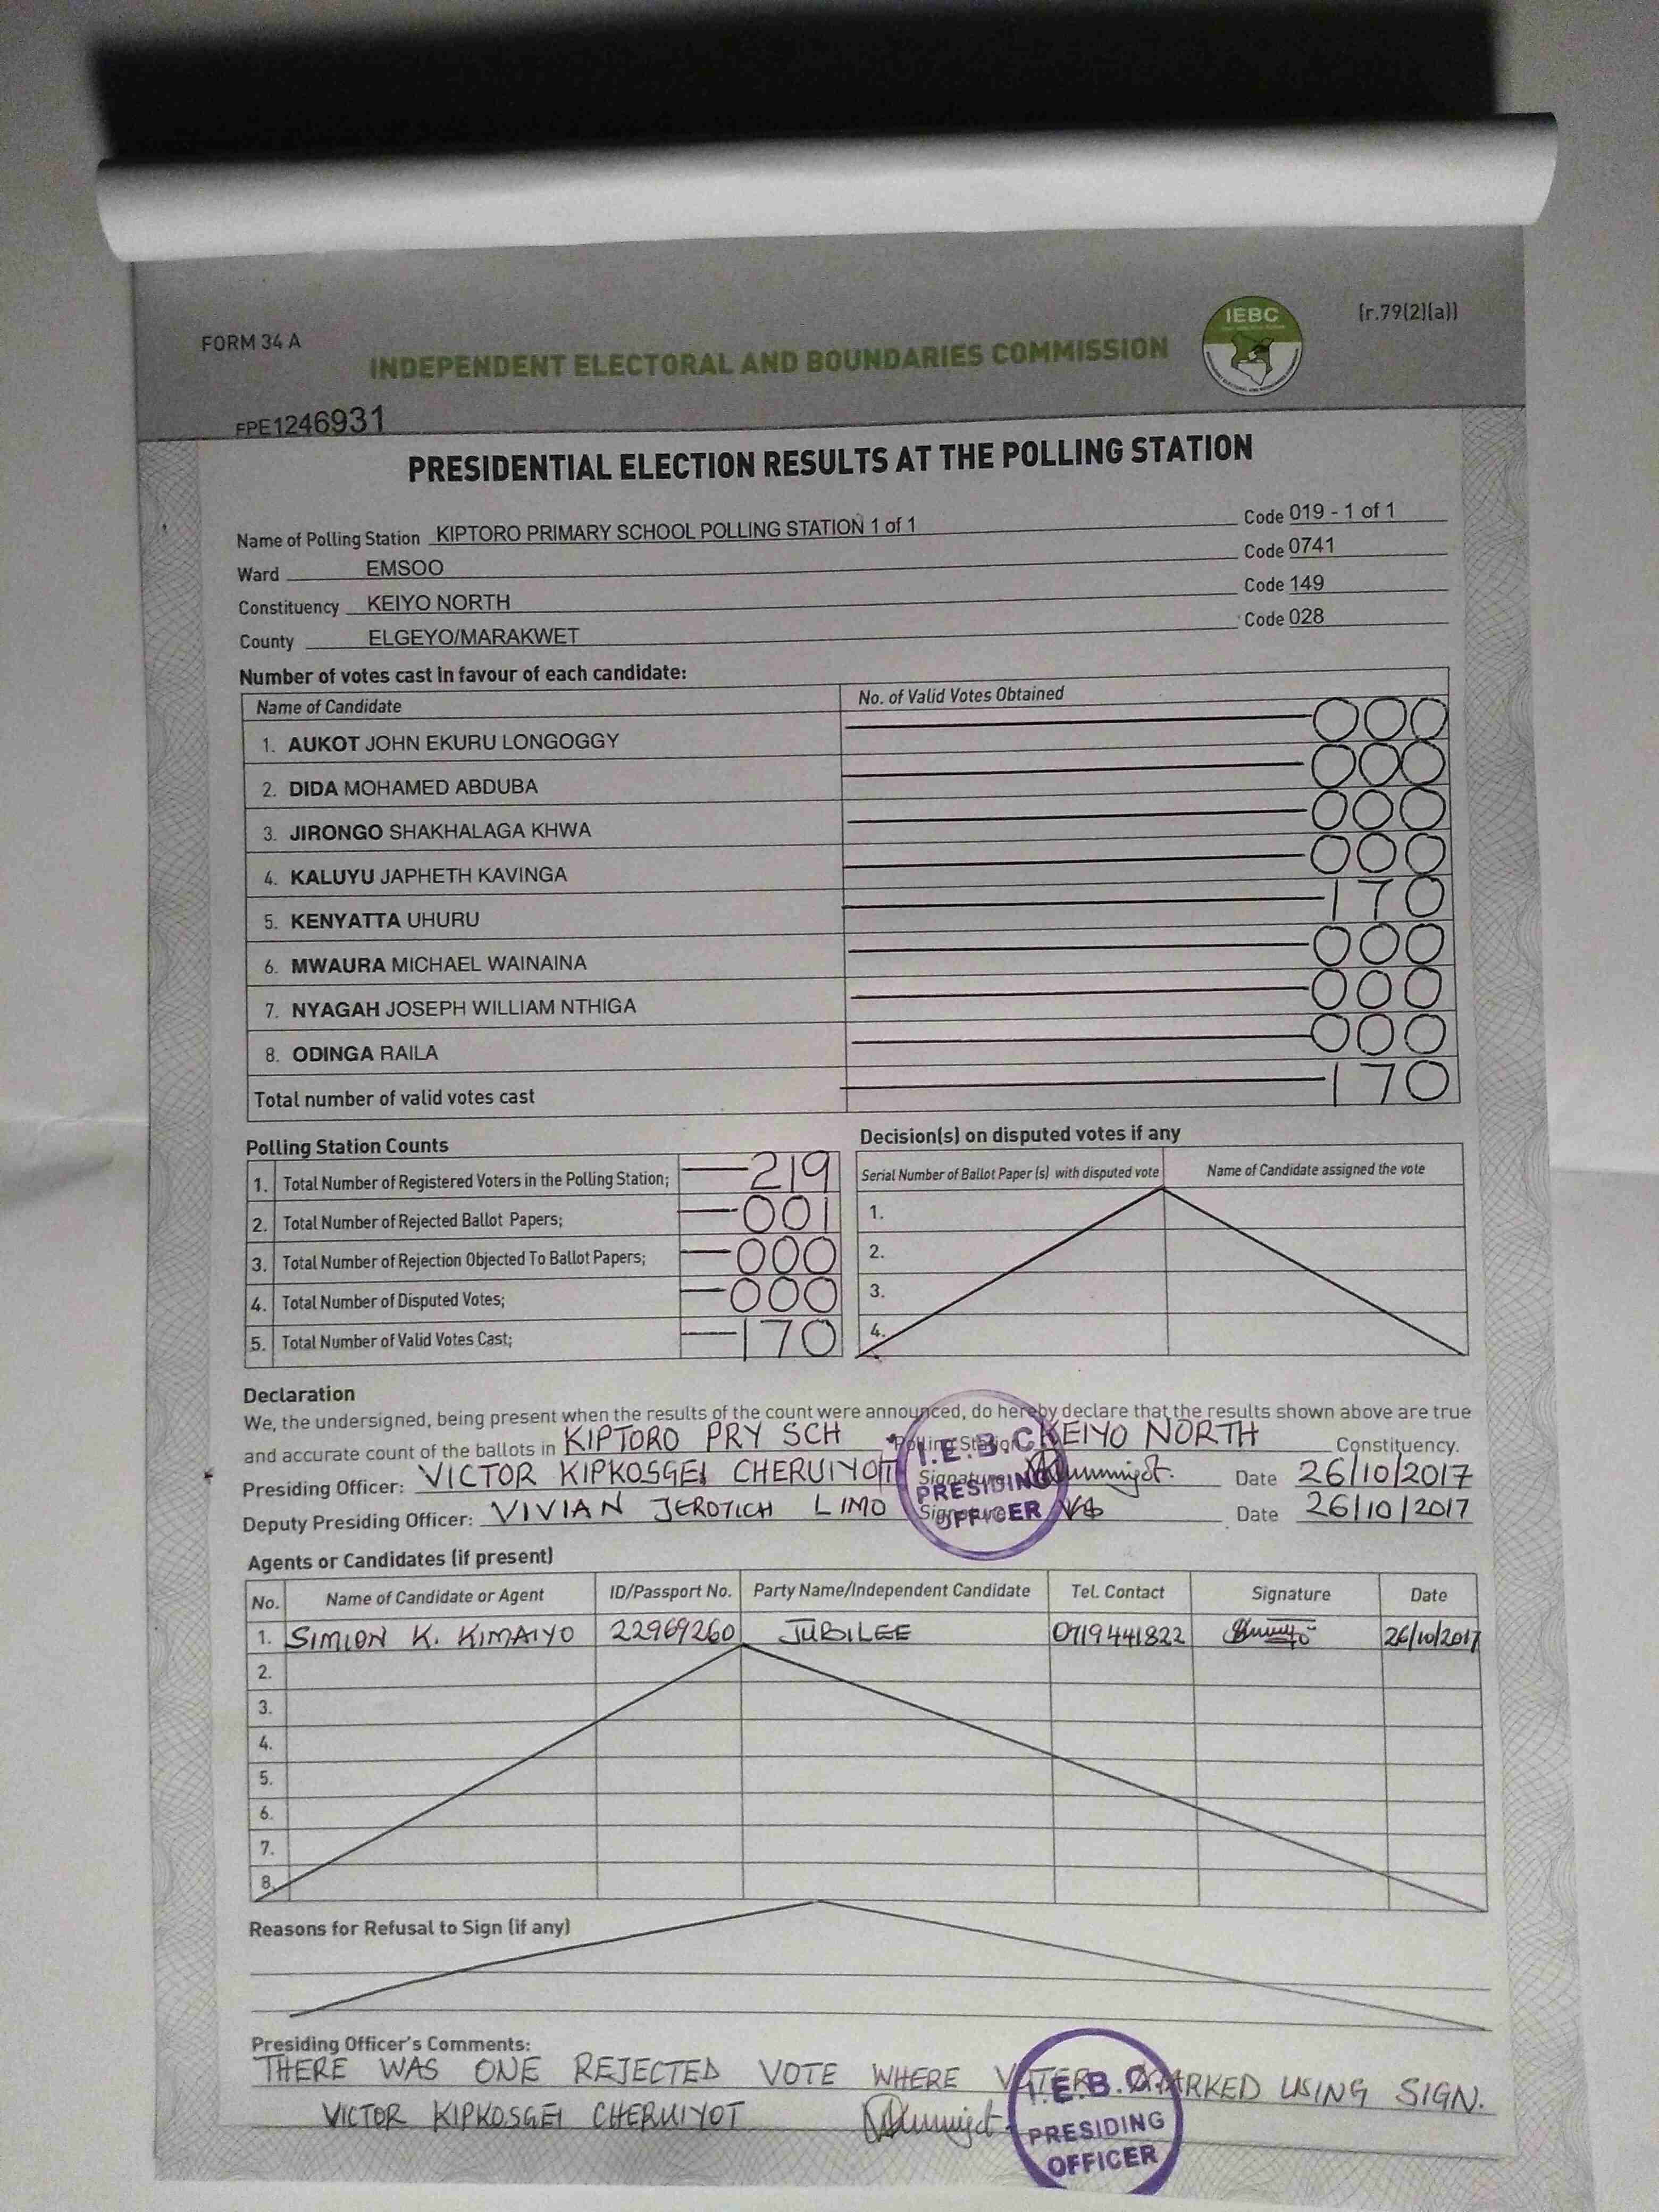 FORM 34 A
(r.79(2)(a))
INDEPENDENT ELECTORAL AND BOUNDARIES COMMISSION
IEBC
FPE1246931
PRESIDENTIAL ELECTION RESULTS AT THE POLLING STATION
Name of Polling Station KIPTORO PRIMARY SCHOOL POLLING STATION 1 of 1 Code 019 - 1 of 1
Ward EMSOO Code 0741
Constituency KEIYO NORTH Code 149
County ELGEYO/MARAKWET Code 028
Number of votes cast in favour of each candidate:
Name of Candidate No. of Valid Votes Obtained
1. AUKOT JOHN EKURU LONGOGGY 000
2. DIDA MOHAMED ABDUBA 000
3. JIRONGO SHAKHALAGA KHWA 000
4. KALUYU JAPHETH KAVINGA 000
5. KENYATTA UHURU 170
6. MWAURA MICHAEL WAINAINA 000
7. NYAGAH JOSEPH WILLIAM NTHIGA 000
8. ODINGA RAILA 000
Total number of valid votes cast 170
Polling Station Counts
1. Total Number of Registered Voters in the Polling Station; 219
2. Total Number of Rejected Ballot Papers; 001
3. Total Number of Rejection Objected To Ballot Papers; 000
4. Total Number of Disputed Votes; 000
5. Total Number of Valid Votes Cast; 170
Decision(s) on disputed votes if any
Serial Number of Ballot Paper (s) with disputed vote Name of Candidate assigned the vote
1.
2.
3.
4.
Declaration
We, the undersigned, being present when the results of the count were announced, do hereby declare that the results shown above are true
and accurate count of the ballots in KIPTORO PRY SCH Polling Station KEIYO NORTH Constituency.
Presiding Officer: VICTOR KIPKOSGEI CHERUIYOT Signature Date 26/10/2017
Deputy Presiding Officer: VIVIAN JEROTICH LIMO Signature Date 26/10/2017
I.E.B.C
PRESIDING
OFFICER
Agents or Candidates (if present)
No. Name of Candidate or Agent ID/Passport No. Party Name/Independent Candidate Tel. Contact Signature Date
1. SIMION K. KIMAIYO 22969260 JUBILEE 0719441822 26/10/2017
2.
3.
4.
5.
6.
7.
8.
Reasons for Refusal to Sign (if any)
Presiding Officer's Comments:
THERE WAS ONE REJECTED VOTE WHERE VOTER MARKED USING SIGN.
VICTOR KIPKOSGEI CHERUIYOT
I.E.B.C
PRESIDING
OFFICER